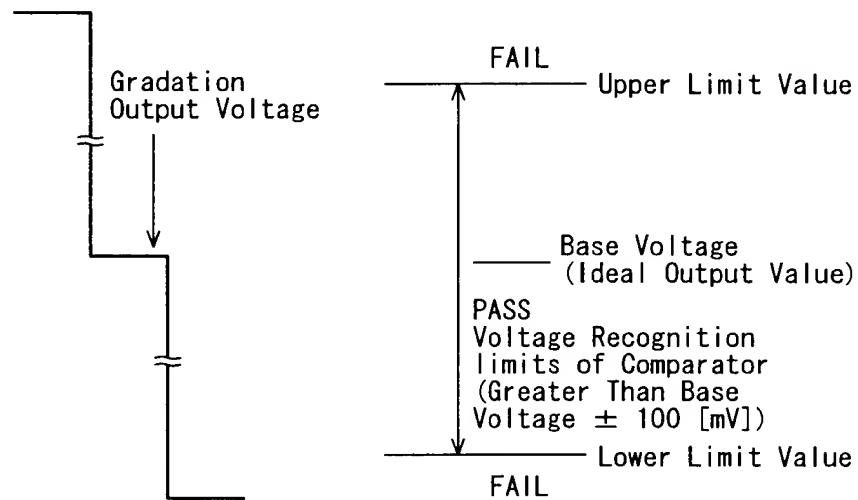 Gradation
Output Voltage
FAIL
Upper Limit Value
Base Voltage
(Ideal Output Value)
PASS
Voltage Recognition
limits of Comparator
(Greater Than Base
Voltage ± 100 [mV])
Lower Limit Value
FAIL